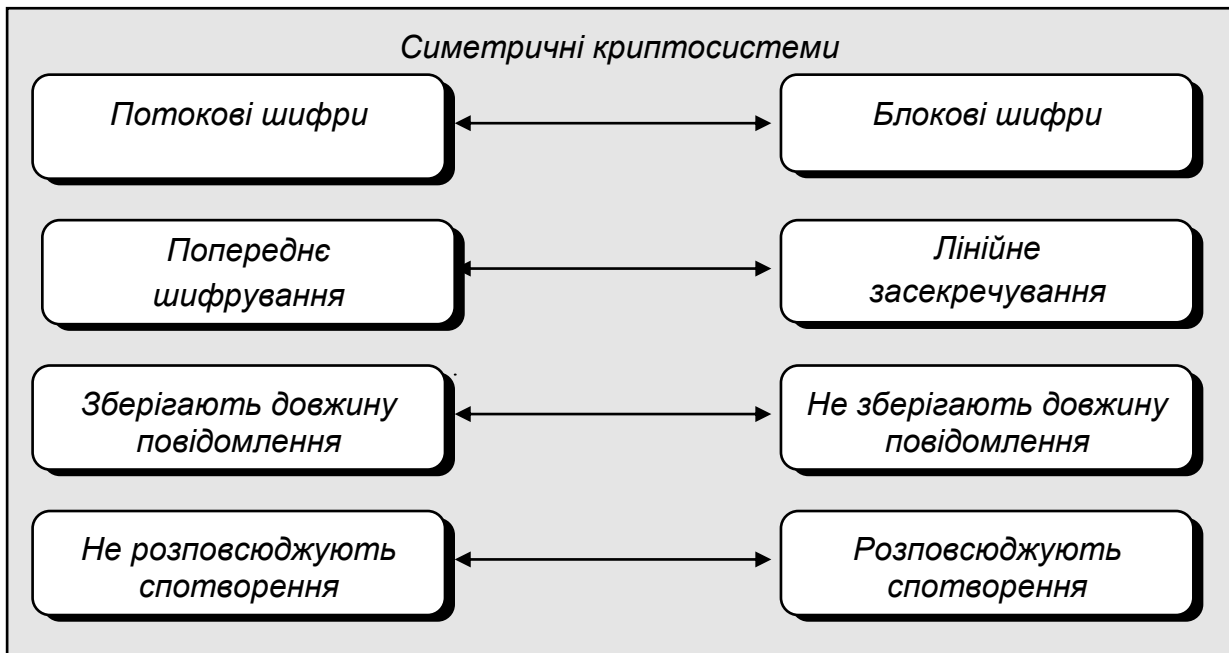 Симетричні криптосистеми
Потокові шифри
Блокові шифри
Попереднє
шифрування
Лінійне
засекречування
Зберігають довжину
повідомлення
Не зберігають довжину
повідомлення
Не розповсюджують
спотворення
Розповсюджують
спотворення